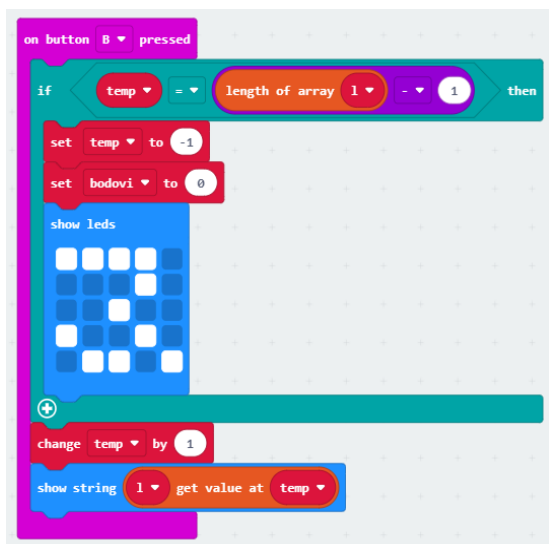 on button B pressed
if temp = length of array l - 1 then
set temp to -1
set bodovi to 0
show leds
change temp by 1
show string l get value at temp